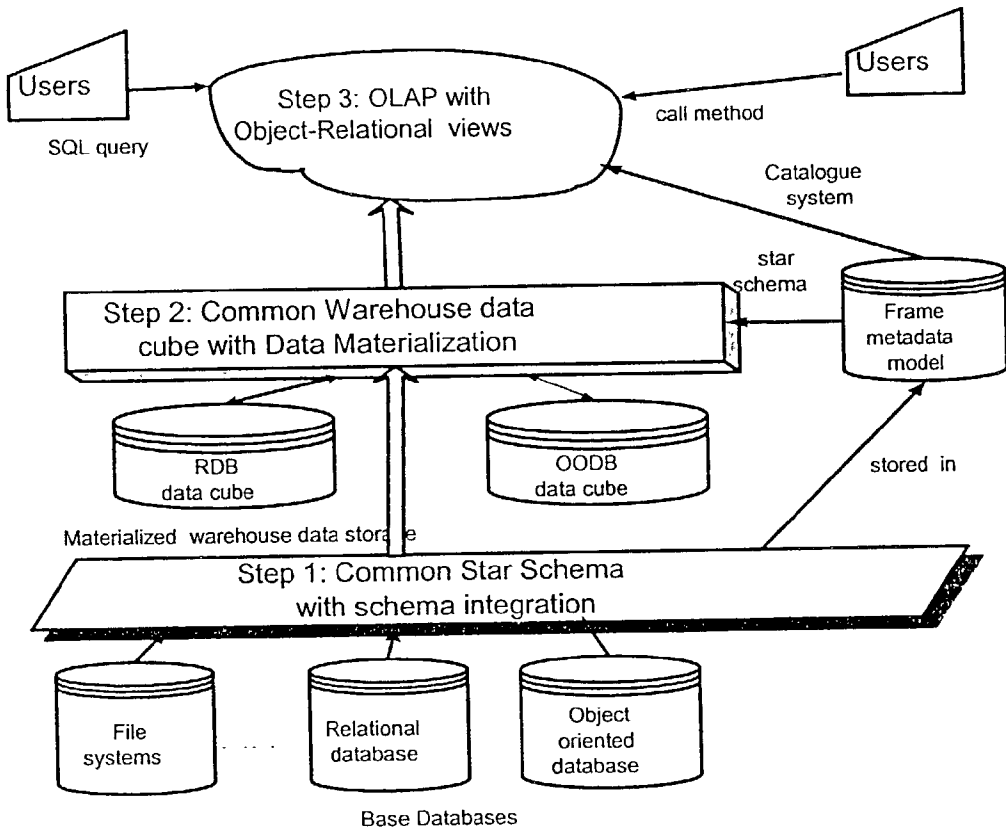 Users
Users
Step 3: OLAP with
Object-Relational views
SQL query
call method
Catalogue
system
star
schema
Step 2: Common Warehouse data
cube with Data Materialization
Frame
metadata
model
RDB
data cube
OODB
data cube
stored in
Materialized warehouse data storage
Step 1: Common Star Schema
with schema integration
File
systems
. . . .
Relational
database
Object
oriented
database
Base Databases